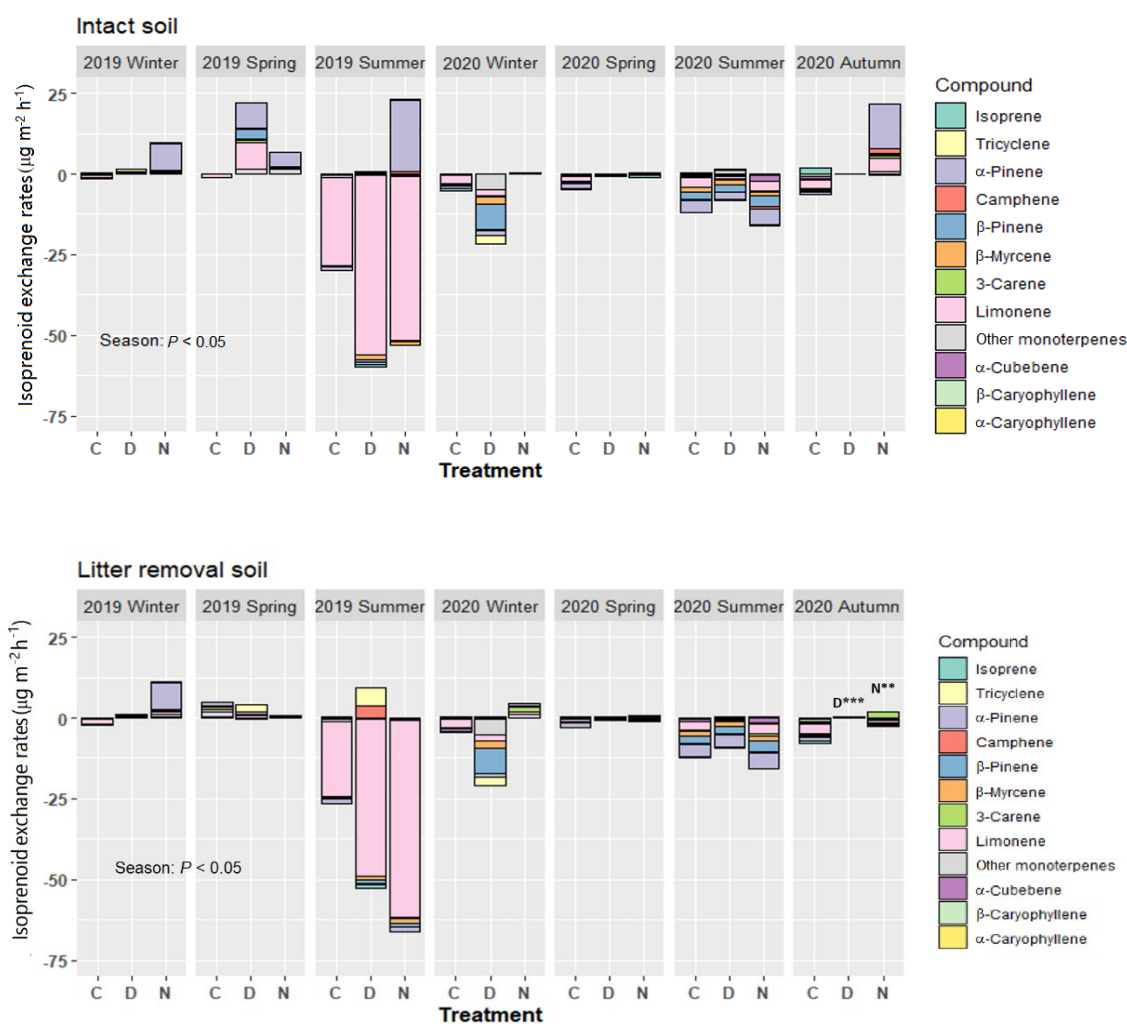 Intact soil
2019 Winter 2019 Spring 2019 Summer 2020 Winter 2020 Spring 2020 Summer 2020 Autumn
Isoprenoid exchange rates (µg m⁻² h⁻¹)
25
0
-25
-50
-75
Season: P < 0.05
C D N C D N C D N C D N C D N C D N C D N
Treatment
Compound
Isoprene
Tricyclene
α-Pinene
Camphene
β-Pinene
β-Myrcene
3-Carene
Limonene
Other monoterpenes
α-Cubebene
β-Caryophyllene
α-Caryophyllene
Litter removal soil
2019 Winter 2019 Spring 2019 Summer 2020 Winter 2020 Spring 2020 Summer 2020 Autumn
Isoprenoid exchange rates (µg m⁻² h⁻¹)
25
0
-25
-50
-75
D***
N**
Season: P < 0.05
C D N C D N C D N C D N C D N C D N C D N
Treatment
Compound
Isoprene
Tricyclene
α-Pinene
Camphene
β-Pinene
β-Myrcene
3-Carene
Limonene
Other monoterpenes
α-Cubebene
β-Caryophyllene
α-Caryophyllene